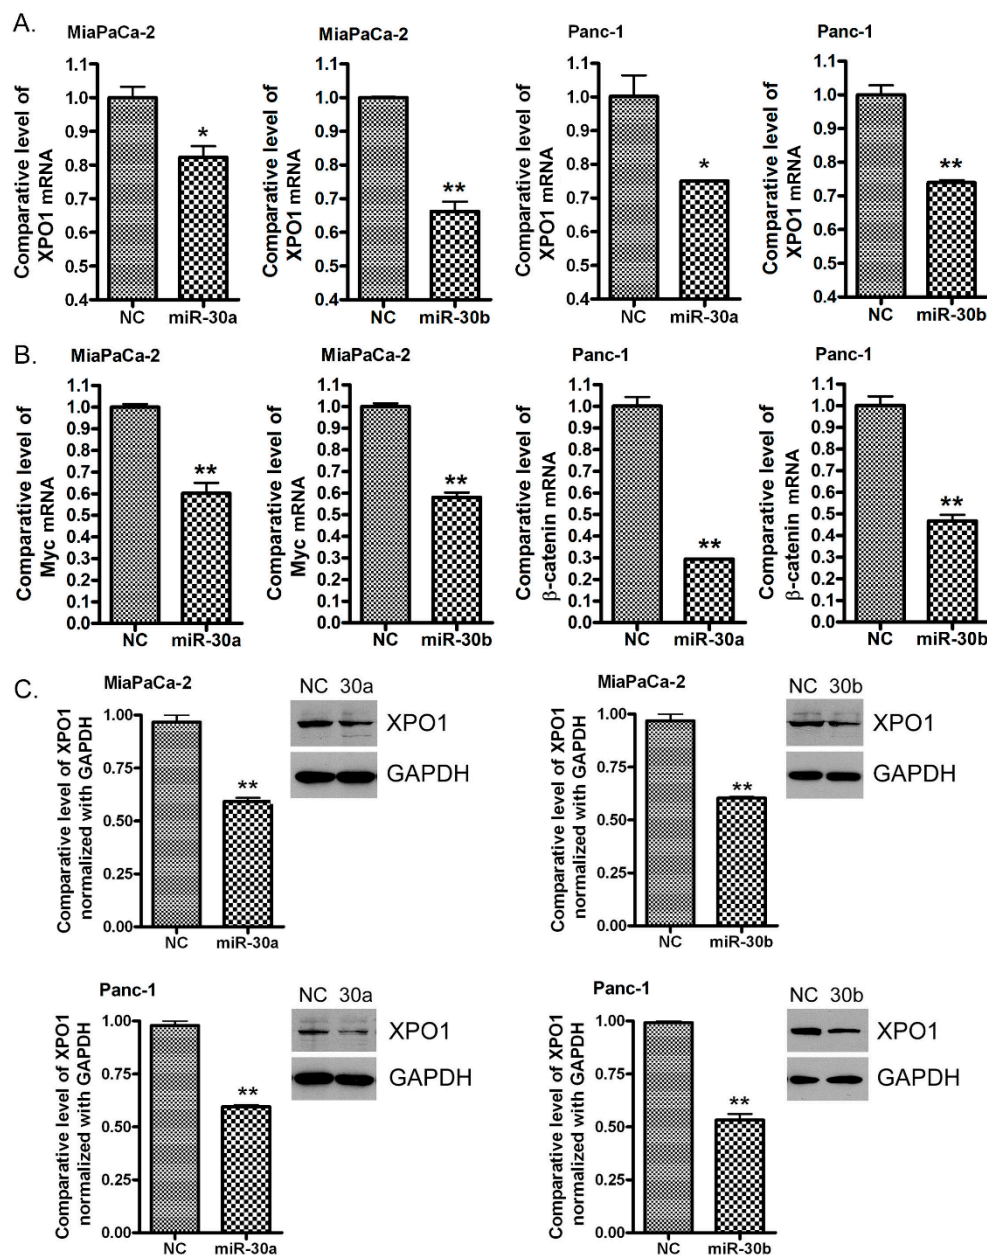 A.
MiaPaCa-2
Comparative level of
XPO1 mRNA
1.1
1.0
0.9
0.8
0.7
0.6
0.5
0.4
*
NC miR-30a
MiaPaCa-2
Comparative level of
XPO1 mRNA
1.1
1.0
0.9
0.8
0.7
0.6
0.5
0.4
**
NC miR-30b
Panc-1
Comparative level of
XPO1 mRNA
1.1
1.0
0.9
0.8
0.7
0.6
0.5
0.4
*
NC miR-30a
Panc-1
Comparative level of
XPO1 mRNA
1.1
1.0
0.9
0.8
0.7
0.6
0.5
0.4
**
NC miR-30b
B.
MiaPaCa-2
Comparative level of
Myc mRNA
1.1
1.0
0.9
0.8
0.7
0.6
0.5
0.4
0.3
0.2
0.1
0.0
**
NC miR-30a
MiaPaCa-2
Comparative level of
Myc mRNA
1.1
1.0
0.9
0.8
0.7
0.6
0.5
0.4
0.3
0.2
0.1
0.0
**
NC miR-30b
Panc-1
Comparative level of
β-catenin mRNA
1.1
1.0
0.9
0.8
0.7
0.6
0.5
0.4
0.3
0.2
0.1
0.0
**
NC miR-30a
Panc-1
Comparative level of
β-catenin mRNA
1.1
1.0
0.9
0.8
0.7
0.6
0.5
0.4
0.3
0.2
0.1
0.0
**
NC miR-30b
C.
MiaPaCa-2
Comparative level of XPO1
normalized with GAPDH
1.00
0.75
0.50
0.25
0.00
**
NC miR-30a
NC 30a
XPO1
GAPDH
MiaPaCa-2
Comparative level of XPO1
normalized with GAPDH
1.00
0.75
0.50
0.25
0.00
**
NC miR-30b
NC 30b
XPO1
GAPDH
Panc-1
Comparative level of XPO1
normalized with GAPDH
1.00
0.75
0.50
0.25
0.00
**
NC miR-30a
NC 30a
XPO1
GAPDH
Panc-1
Comparative level of XPO1
normalized with GAPDH
1.00
0.75
0.50
0.25
0.00
**
NC miR-30b
NC 30b
XPO1
GAPDH